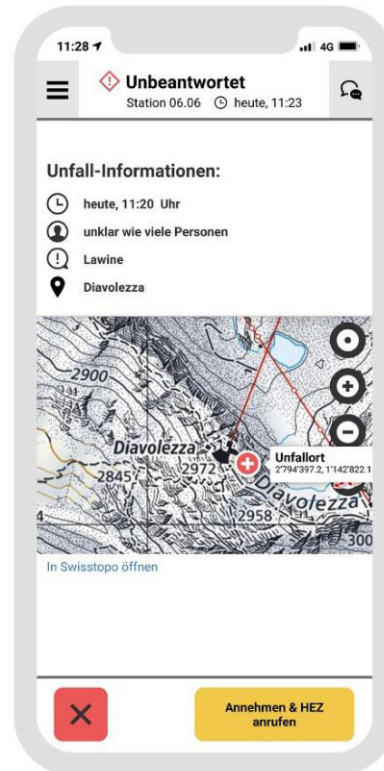 11:28
4G
Unbeantwortet
Station 06.06 heute, 11:23
Unfall-Informationen:
heute, 11:20 Uhr
unklar wie viele Personen
Lawine
Diavolezza
2900
Diavolezza
2972
2845
Unfallort
2'794'397.2, 1'142'822.1
Diavolezza
2958
4
300
In Swisstopo öffnen
Annehmen & HEZ
anrufen